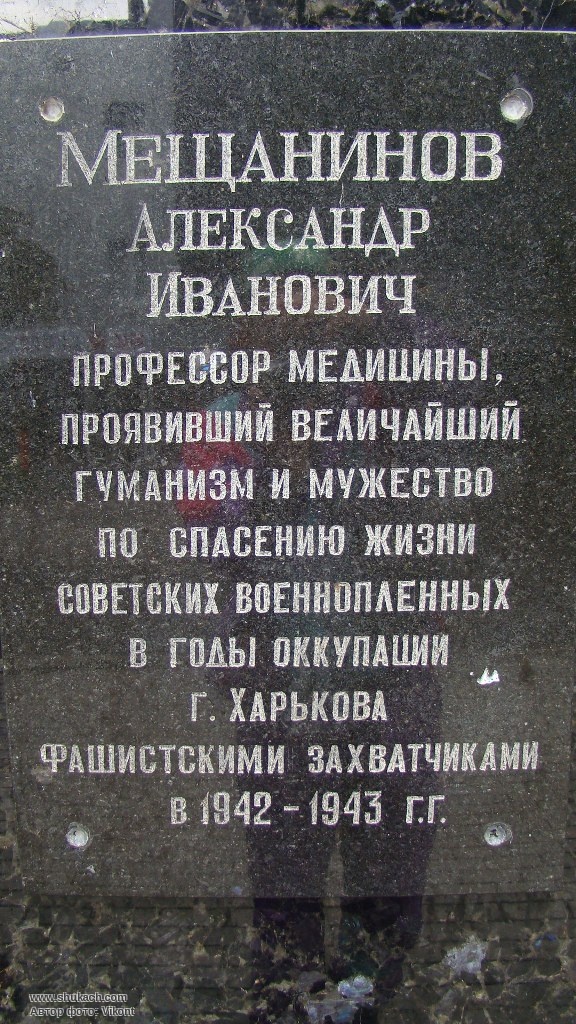 Мещанинов
Александр
Иванович
профессор медицины,
проявивший величайший
гуманизм и мужество
по спасению жизни
советских военнопленных
в годы оккупации
г. Харькова
фашистскими захватчиками
в 1942 - 1943 г.г.
www.shukach.com
Автор фото: Vikont